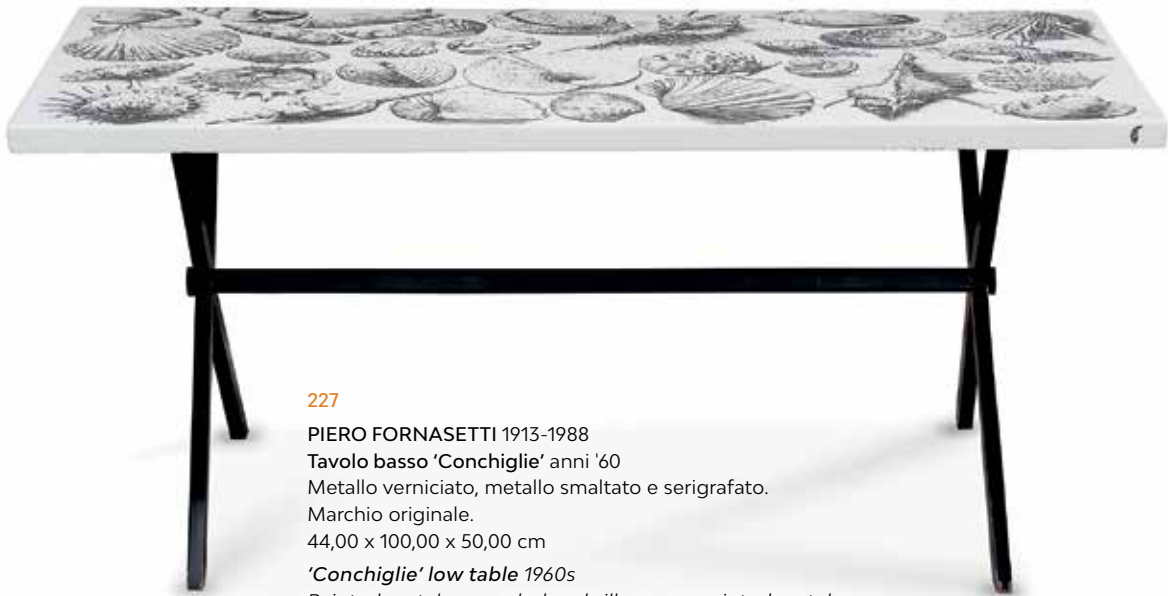 227
PIERO FORNASETTI 1913-1988
Tavolo basso 'Conchiglie' anni '60
Metallo verniciato, metallo smaltato e serigrafato.
Marchio originale.
44,00 x 100,00 x 50,00 cm
'Conchiglie' low table 1960s